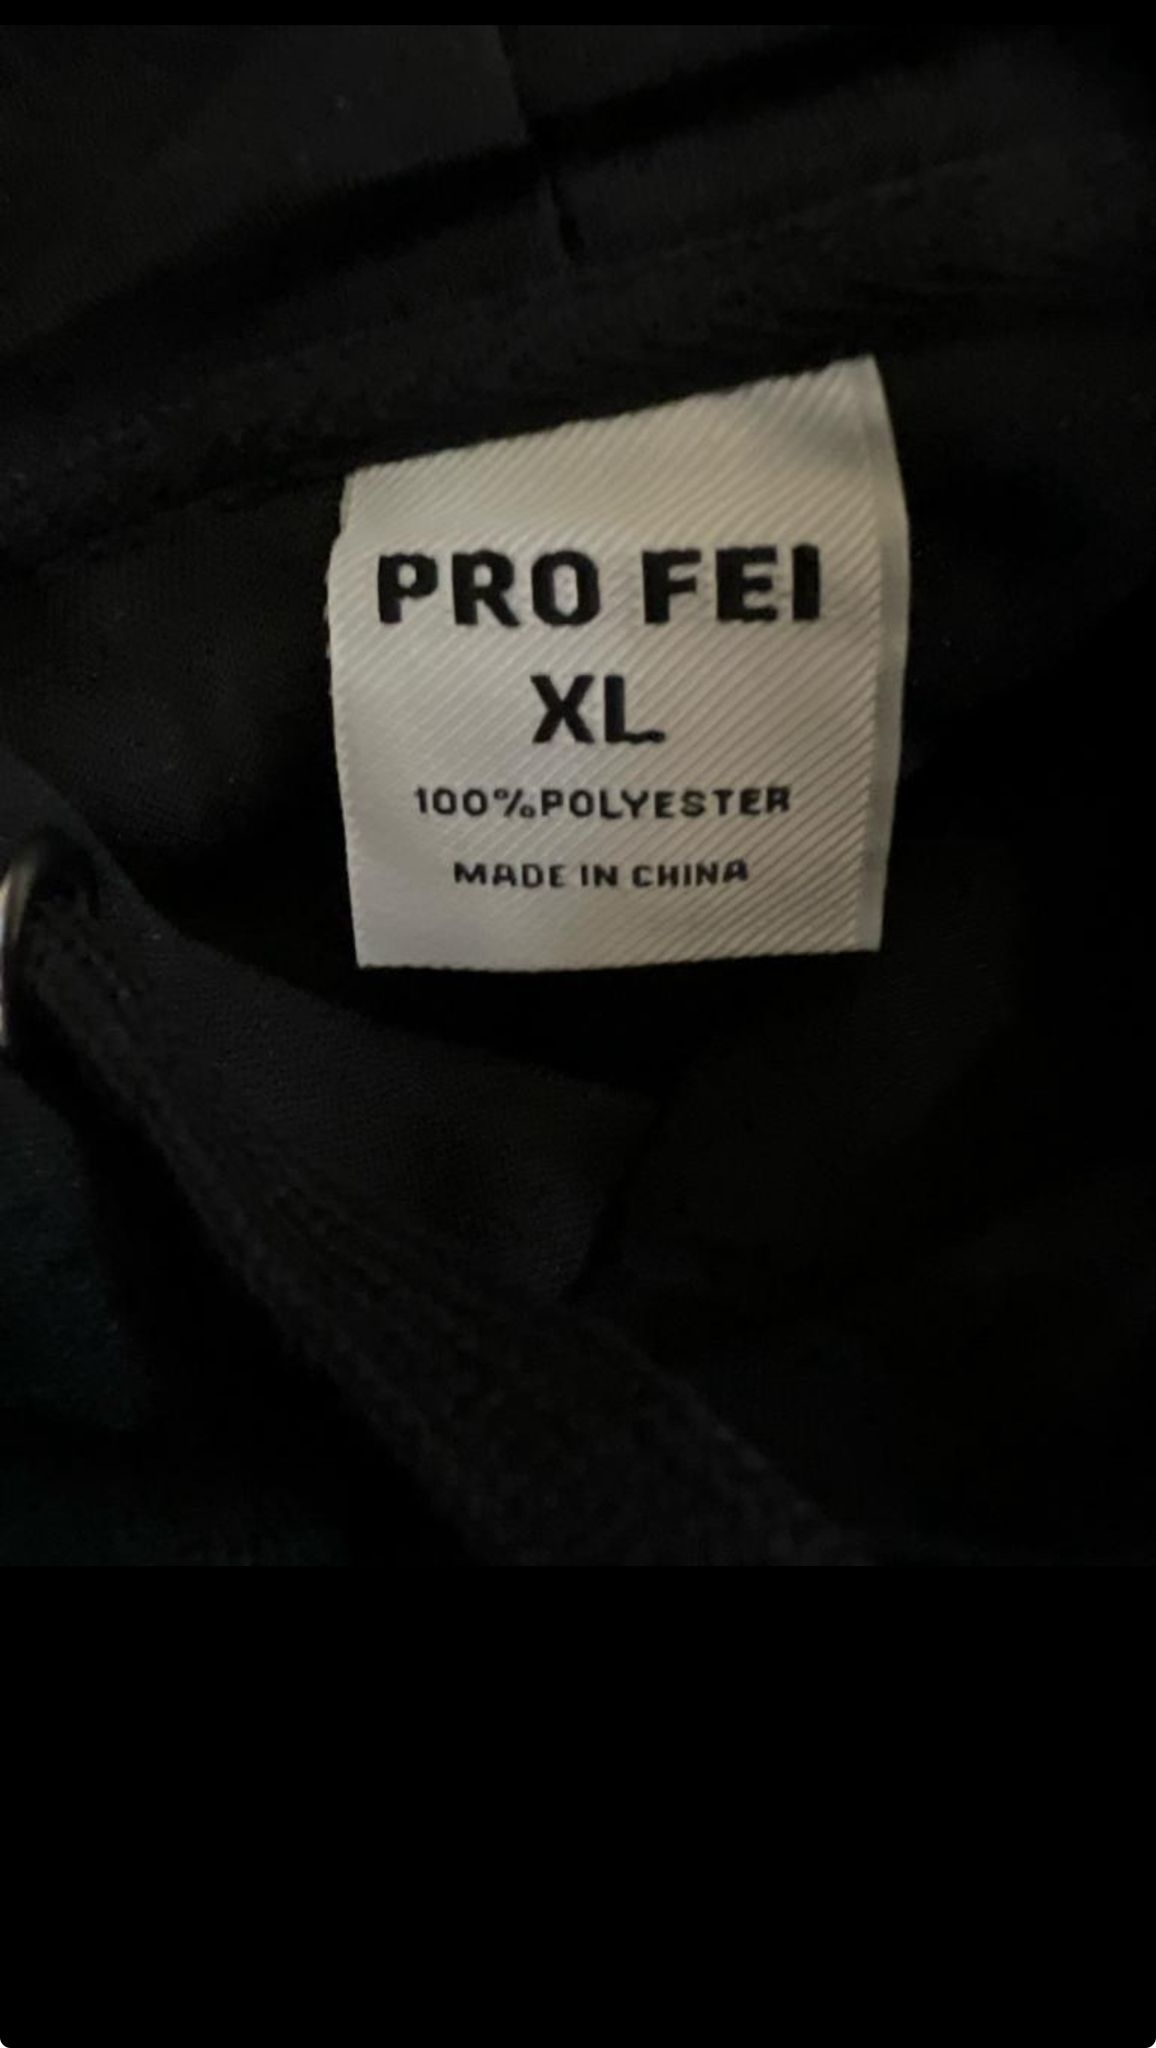 PRO FEI
XL
100%POLYESTER
MADE IN CHINA